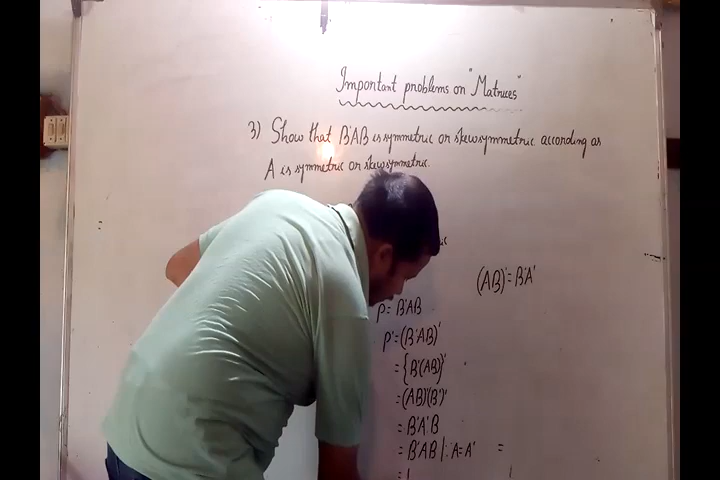 Important problems on "Matrices"
3) Show that B'AB is symmetric or skewsymmetric according as
A is symmetric or skewsymmetric.
(AB)' = B'A'
P = B'AB
P' = (B'AB)'
= {B'(AB)}'
= (AB)'(B')'
= B'A'B
= B'AB | ∵ A = A' =
=